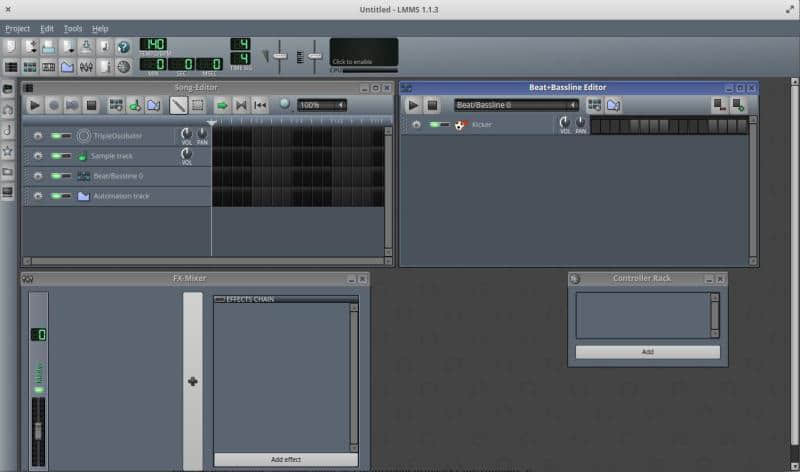 Untitled - LMMS 1.1.3
Project Edit Tools Help
140
TEMPO/BPM
0 0 0
MIN SEC MSEC
4
4
TIME SIG
Click to enable
CPU
Song-Editor
100%
TripleOscillator
VOL PAN
Sample track
VOL
Beat/Bassline 0
Automation track
Beat+Bassline Editor
Beat/Bassline 0
Kicker
VOL PAN
FX-Mixer
0
Master
EFFECTS CHAIN
Add effect
Controller Rack
Add